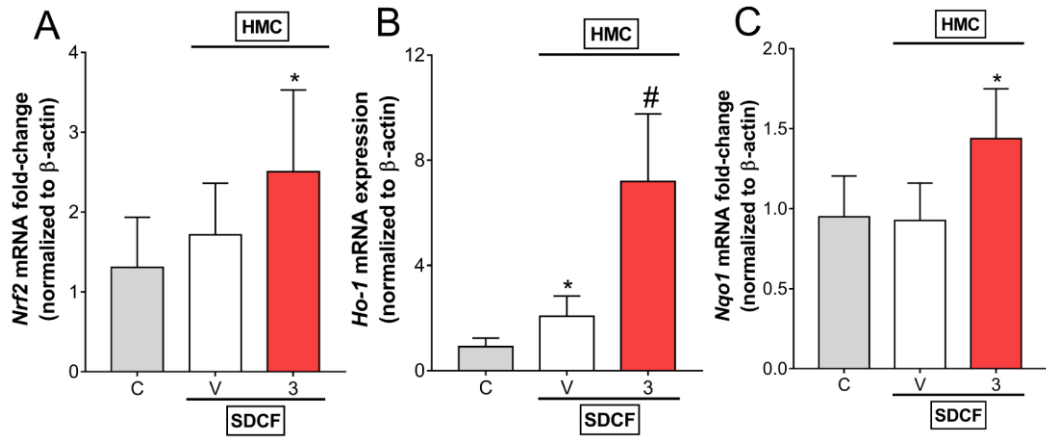 A
HMC
Nrf2 mRNA fold-change
(normalized to β-actin)
4
3
2
1
0
*
C
V
3
SDCF
B
HMC
Ho-1 mRNA expression
(normalized to β-actin)
12
8
4
0
*
#
C
V
3
SDCF
C
HMC
Nqo1 mRNA fold-change
(normalized to β-actin)
2.0
1.5
1.0
0.5
0.0
*
C
V
3
SDCF